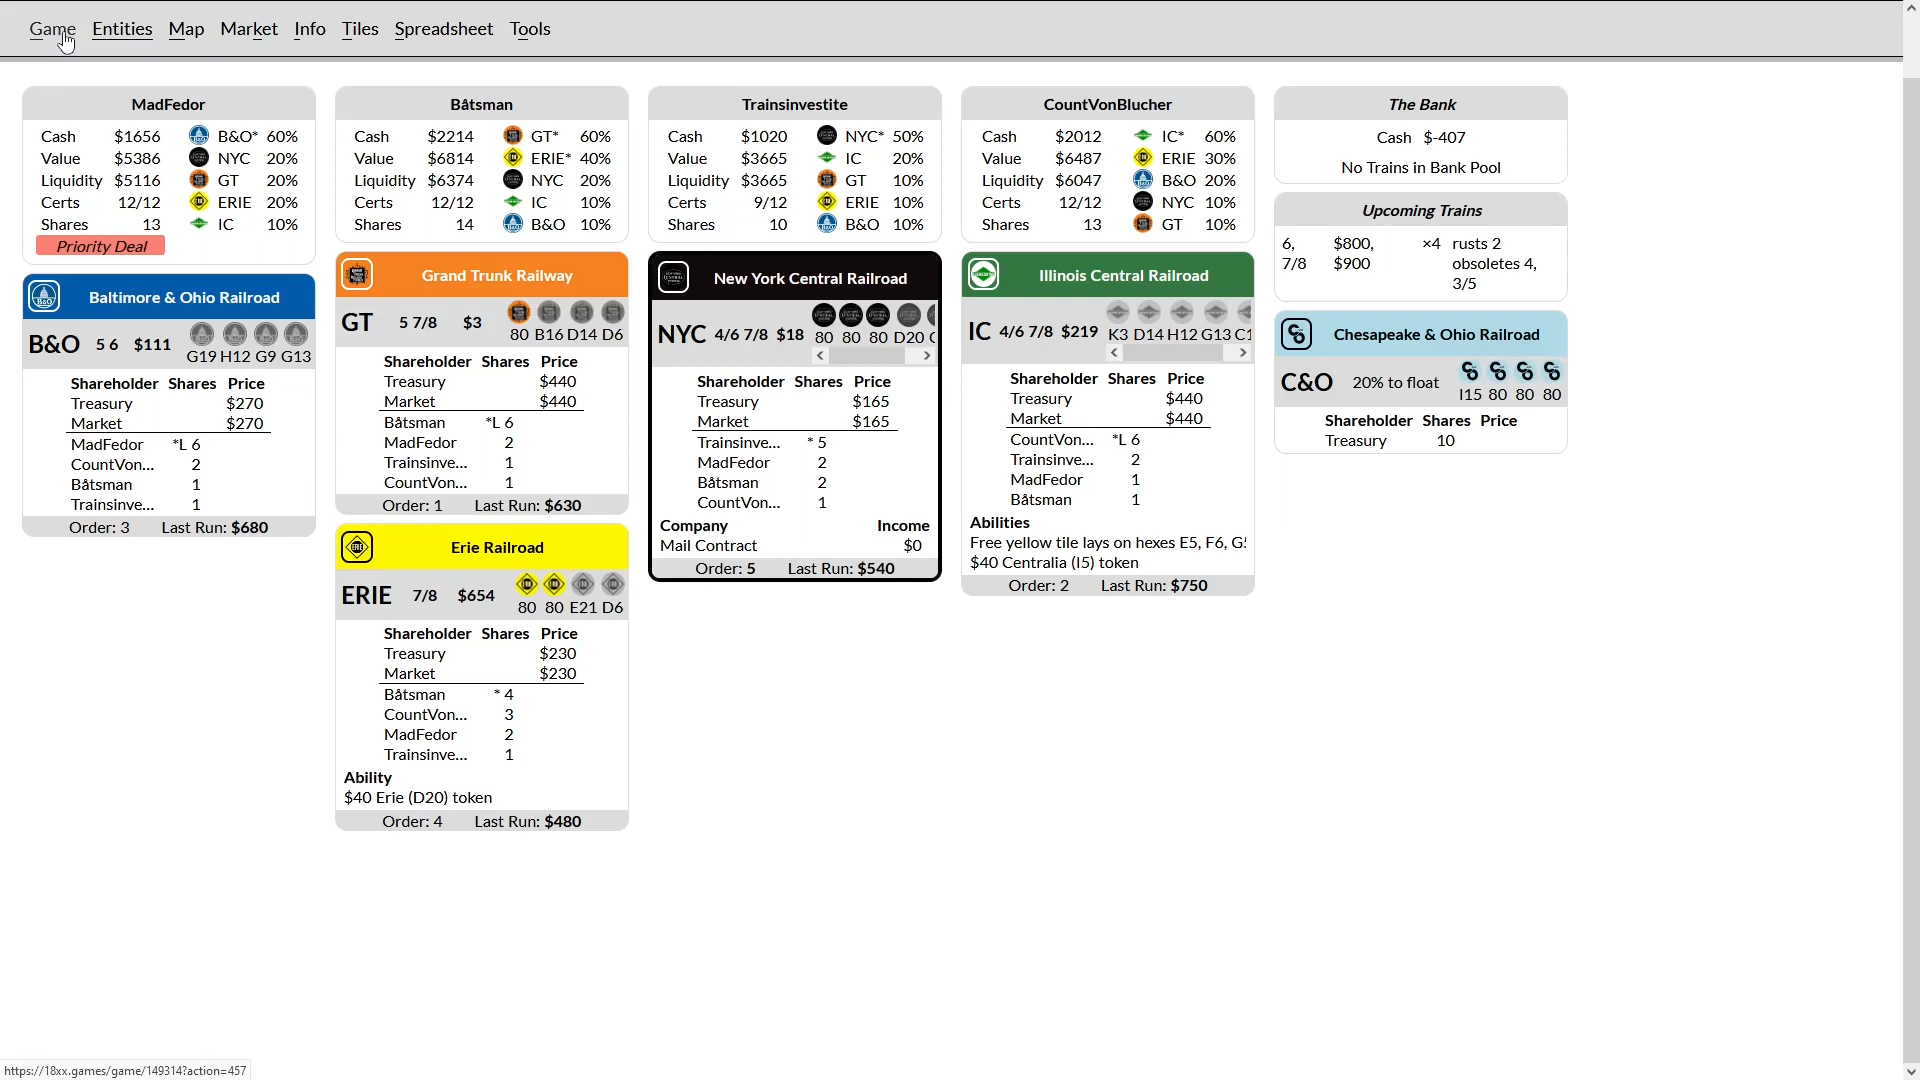 Game Entities Map Market Info Tiles Spreadsheet Tools
MadFedor
Cash $1656 B&O* 60%
Value $5386 NYC 20%
Liquidity $5116 GT 20%
Certs 12/12 ERIE 20%
Shares 13 IC 10%
Priority Deal
Baltimore & Ohio Railroad
B&O 5 6 $111
G19 H12 G9 G13
Shareholder Shares Price
Treasury $270
Market $270
MadFedor *L 6
CountVon... 2
Båtsman 1
Trainsinve... 1
Order: 3 Last Run: $680
Båtsman
Cash $2214 GT* 60%
Value $6814 ERIE* 40%
Liquidity $6374 NYC 20%
Certs 12/12 IC 10%
Shares 14 B&O 10%
Grand Trunk Railway
GT 5 7/8 $3
80 B16 D14 D6
Shareholder Shares Price
Treasury $440
Market $440
Båtsman *L 6
MadFedor 2
Trainsinve... 1
CountVon... 1
Order: 1 Last Run: $630
Erie Railroad
ERIE 7/8 $654
80 80 E21 D6
Shareholder Shares Price
Treasury $230
Market $230
Båtsman * 4
CountVon... 3
MadFedor 2
Trainsinve... 1
Ability
$40 Erie (D20) token
Order: 4 Last Run: $480
Trainsinvestite
Cash $1020 NYC* 50%
Value $3665 IC 20%
Liquidity $3665 GT 10%
Certs 9/12 ERIE 10%
Shares 10 B&O 10%
New York Central Railroad
NYC 4/6 7/8 $18
80 80 80 D20
Shareholder Shares Price
Treasury $165
Market $165
Trainsinve... * 5
MadFedor 2
Båtsman 2
CountVon... 1
Company Income
Mail Contract $0
Order: 5 Last Run: $540
CountVonBlucher
Cash $2012 IC* 60%
Value $6487 ERIE 30%
Liquidity $6047 B&O 20%
Certs 12/12 NYC 10%
Shares 13 GT 10%
Illinois Central Railroad
IC 4/6 7/8 $219
K3 D14 H12 G13 C1
Shareholder Shares Price
Treasury $440
Market $440
CountVon... *L 6
Trainsinve... 2
MadFedor 1
Båtsman 1
Abilities
Free yellow tile lays on hexes E5, F6,
$40 Centralia (I5) token
Order: 2 Last Run: $750
The Bank
Cash $-407
No Trains in Bank Pool
Upcoming Trains
6, $800, ×4 rusts 2
7/8 $900 obsoletes 4,
3/5
Chesapeake & Ohio Railroad
C&O 20% to float
I15 80 80 80
Shareholder Shares Price
Treasury 10
https://18xx.games/game/149314?action=457